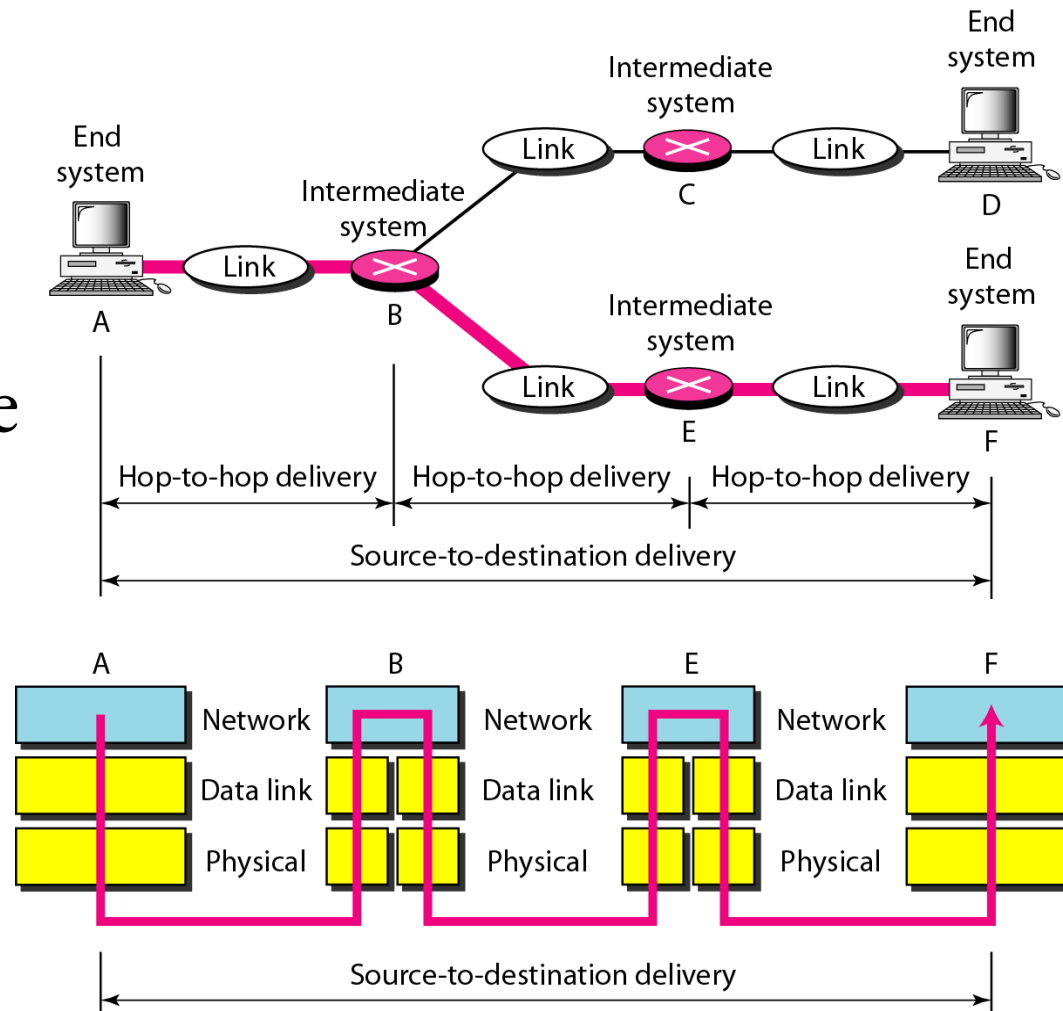 End
system
Intermediate
system
End
system
Link
Link
C
D
Intermediate
system
Link
A
B
End
system
Intermediate
system
Link
Link
E
F
e
Hop-to-hop delivery Hop-to-hop delivery Hop-to-hop delivery
Source-to-destination delivery
A B E F
Network Network Network
Data link Data link Data link
Physical Physical Physical
Source-to-destination delivery